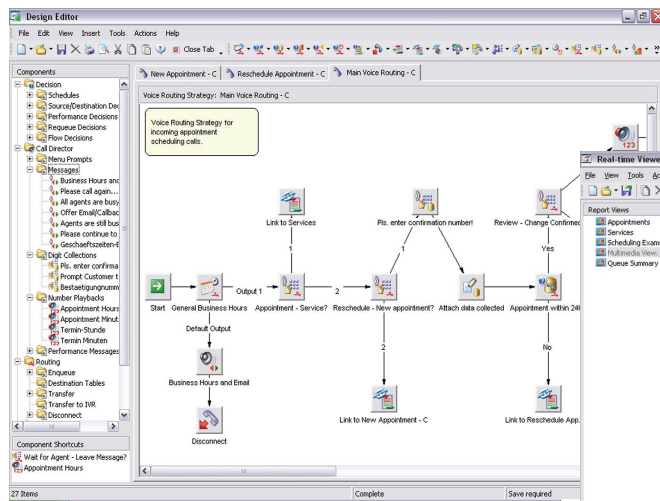 Design Editor
File Edit View Insert Tools Actions Help
Close Tab
Components
Decision
Schedules
Source/Destination Dec
Performance Decisions
Requeue Decisions
Flow Decisions
Call Director
Menu Prompts
Messages
Business Hours and
Please call again...
All agents are busy
Offer Email/Callbac
Agents are still bus
Please continue to
Geschaeftszeiten-E
Digit Collections
Pls. enter confirma
Prompt Customer t
Bestaetigungnumm
Number Playbacks
Appointment Hours
Appointment Minut
Termin-Stunde
Termin Minuten
Performance Messages
Routing
Enqueue
Destination Tables
Transfer
Transfer to IVR
Disconnect
Component Shortcuts
Wait for Agent - Leave Message?
Appointment Hours
27 Items
Complete
Save required
New Appointment - C
Reschedule Appointment - C
Main Voice Routing - C
Voice Routing Strategy: Main Voice Routing - C
Voice Routing Strategy for
incoming appointment
scheduling calls.
123
Link to Services
Pls. enter confirmation number!
Review - Change Confirmed
1
1
Yes
Output 1
2
Start
General Business Hours
Appointment - Service?
Reschedule - New appointment?
Attach data collected
Appointment within 24H
Default Output
2
No
Business Hours and Email
Link to New Appointment - C
Link to Reschedule App.
Disconnect
Real-time Viewer
File View Tools Ac
Report Views
Appointments
Services
Scheduling Exam
Multimedia View:
Queue Summary